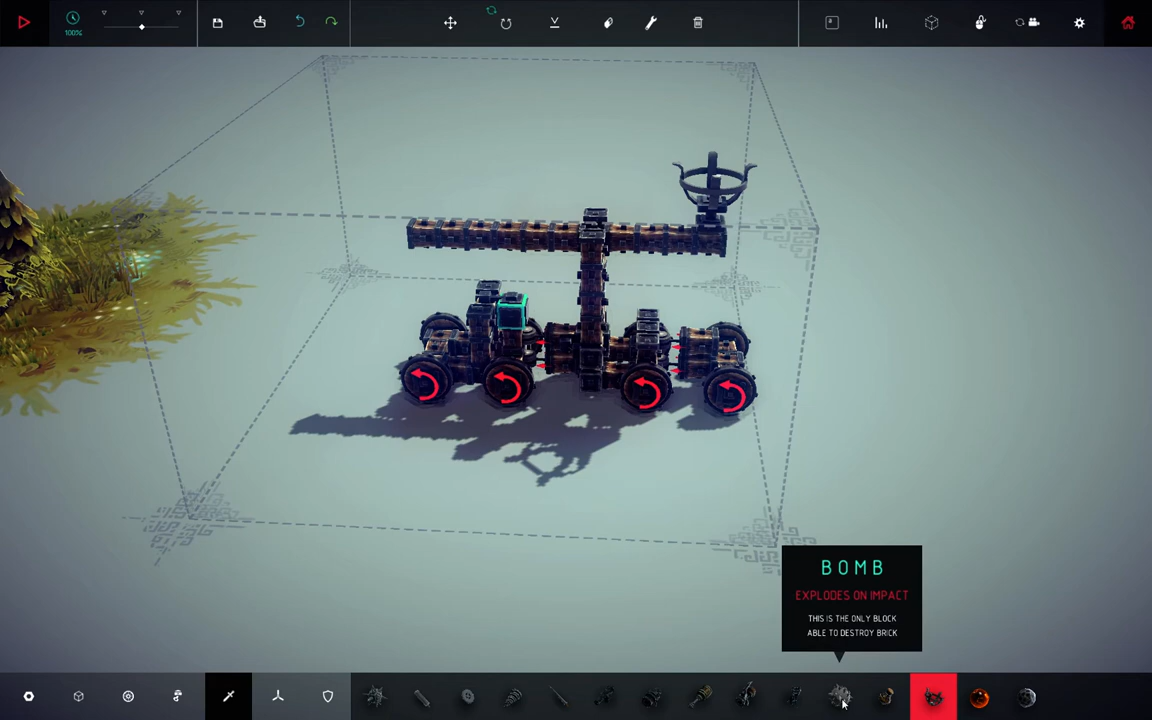 100%
BOMB
EXPLODES ON IMPACT
THIS IS THE ONLY BLOCK
ABLE TO DESTROY BRICK